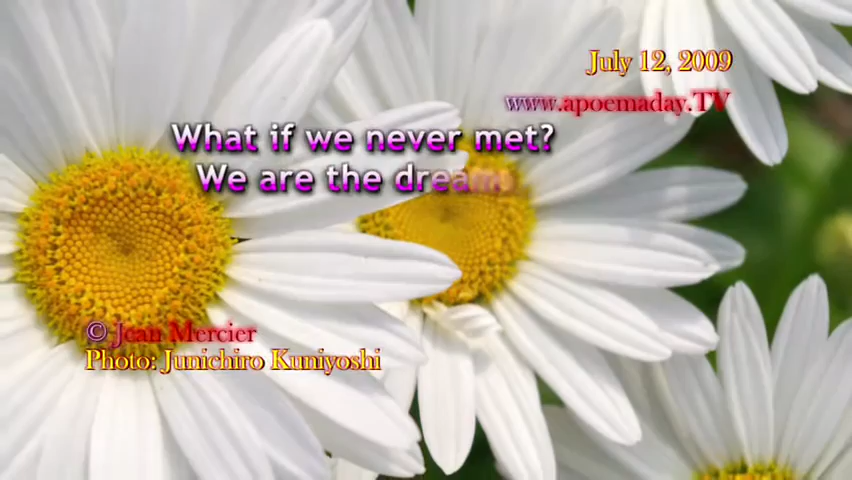 July 12, 2009
www.apoemaday.TV
What if we never met?
We are the dreams
© Jean Mercier
Photo: Junichiro Kuniyoshi